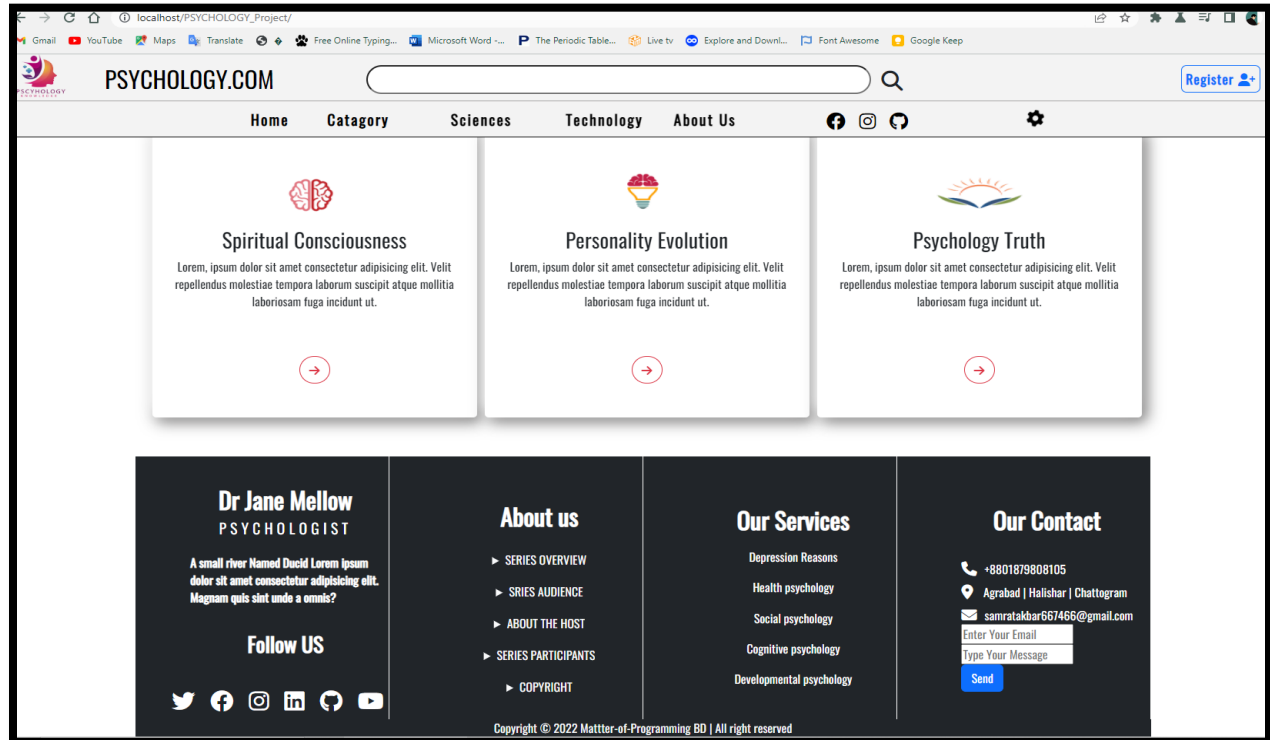 localhost/PSYCHOLOGY_Project/
Gmail YouTube Maps Translate Free Online Typing... Microsoft Word -... The Periodic Table... Live tv Explore and Downl... Font Awesome Google Keep
PSYCHOLOGY.COM
Register
Home Catagory Sciences Technology About Us
Spiritual Consciousness
Lorem, ipsum dolor sit amet consectetur adipisicing elit. Velit
repellendus molestiae tempora laborum suscipit atque mollitia
laboriosam fuga incidunt ut.
Personality Evolution
Lorem, ipsum dolor sit amet consectetur adipisicing elit. Velit
repellendus molestiae tempora laborum suscipit atque mollitia
laboriosam fuga incidunt ut.
Psychology Truth
Lorem, ipsum dolor sit amet consectetur adipisicing elit. Velit
repellendus molestiae tempora laborum suscipit atque mollitia
laboriosam fuga incidunt ut.
Dr Jane Mellow
PSYCHOLOGIST
A small river Named Ducid Lorem ipsum
dolor sit amet consectetur adipisicing elit.
Magnam quis sint unde a omnis?
Follow US
About us
► SERIES OVERVIEW
► SRIES AUDIENCE
► ABOUT THE HOST
► SERIES PARTICIPANTS
► COPYRIGHT
Our Services
Depression Reasons
Health psychology
Social psychology
Cognitive psychology
Developmental psychology
Our Contact
+8801879808105
Agrabad | Halishar | Chattogram
samratakbar667466@gmail.com
Enter Your Email
Type Your Message
Send
Copyright © 2022 Mattter-of-Programming BD | All right reserved